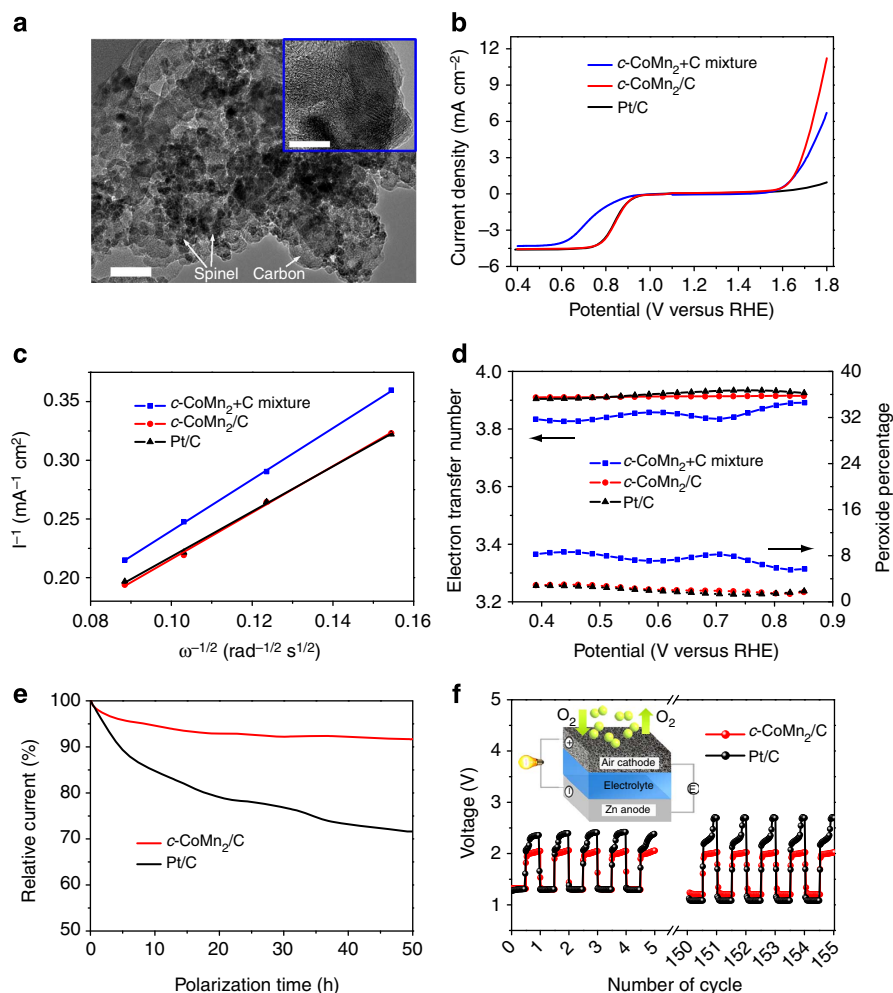 a
Spinel
Carbon
b
Current density (mA cm⁻²)
12
9
6
3
0
−3
−6
c-CoMn₂+C mixture
c-CoMn₂/C
Pt/C
0.4 0.6 0.8 1.0 1.2 1.4 1.6 1.8
Potential (V versus RHE)
c
I⁻¹ (mA⁻¹ cm²)
0.35
0.30
0.25
0.20
c-CoMn₂+C mixture
c-CoMn₂/C
Pt/C
0.08 0.10 0.12 0.14 0.16
ω⁻¹/² (rad⁻¹/² s¹/²)
d
Electron transfer number
4.0
3.8
3.6
3.4
3.2
c-CoMn₂+C mixture
c-CoMn₂/C
Pt/C
40
32
24
16
8
0
Peroxide percentage
0.4 0.5 0.6 0.7 0.8 0.9
Potential (V versus RHE)
e
Relative current (%)
100
90
80
70
60
50
c-CoMn₂/C
Pt/C
0 10 20 30 40 50
Polarization time (h)
f
Voltage (V)
5
4
3
2
1
O₂ O₂
+
Air cathode
Electrolyte
−
Zn anode
E
c-CoMn₂/C
Pt/C
0 1 2 3 4 5 150 151 152 153 154 155
Number of cycle